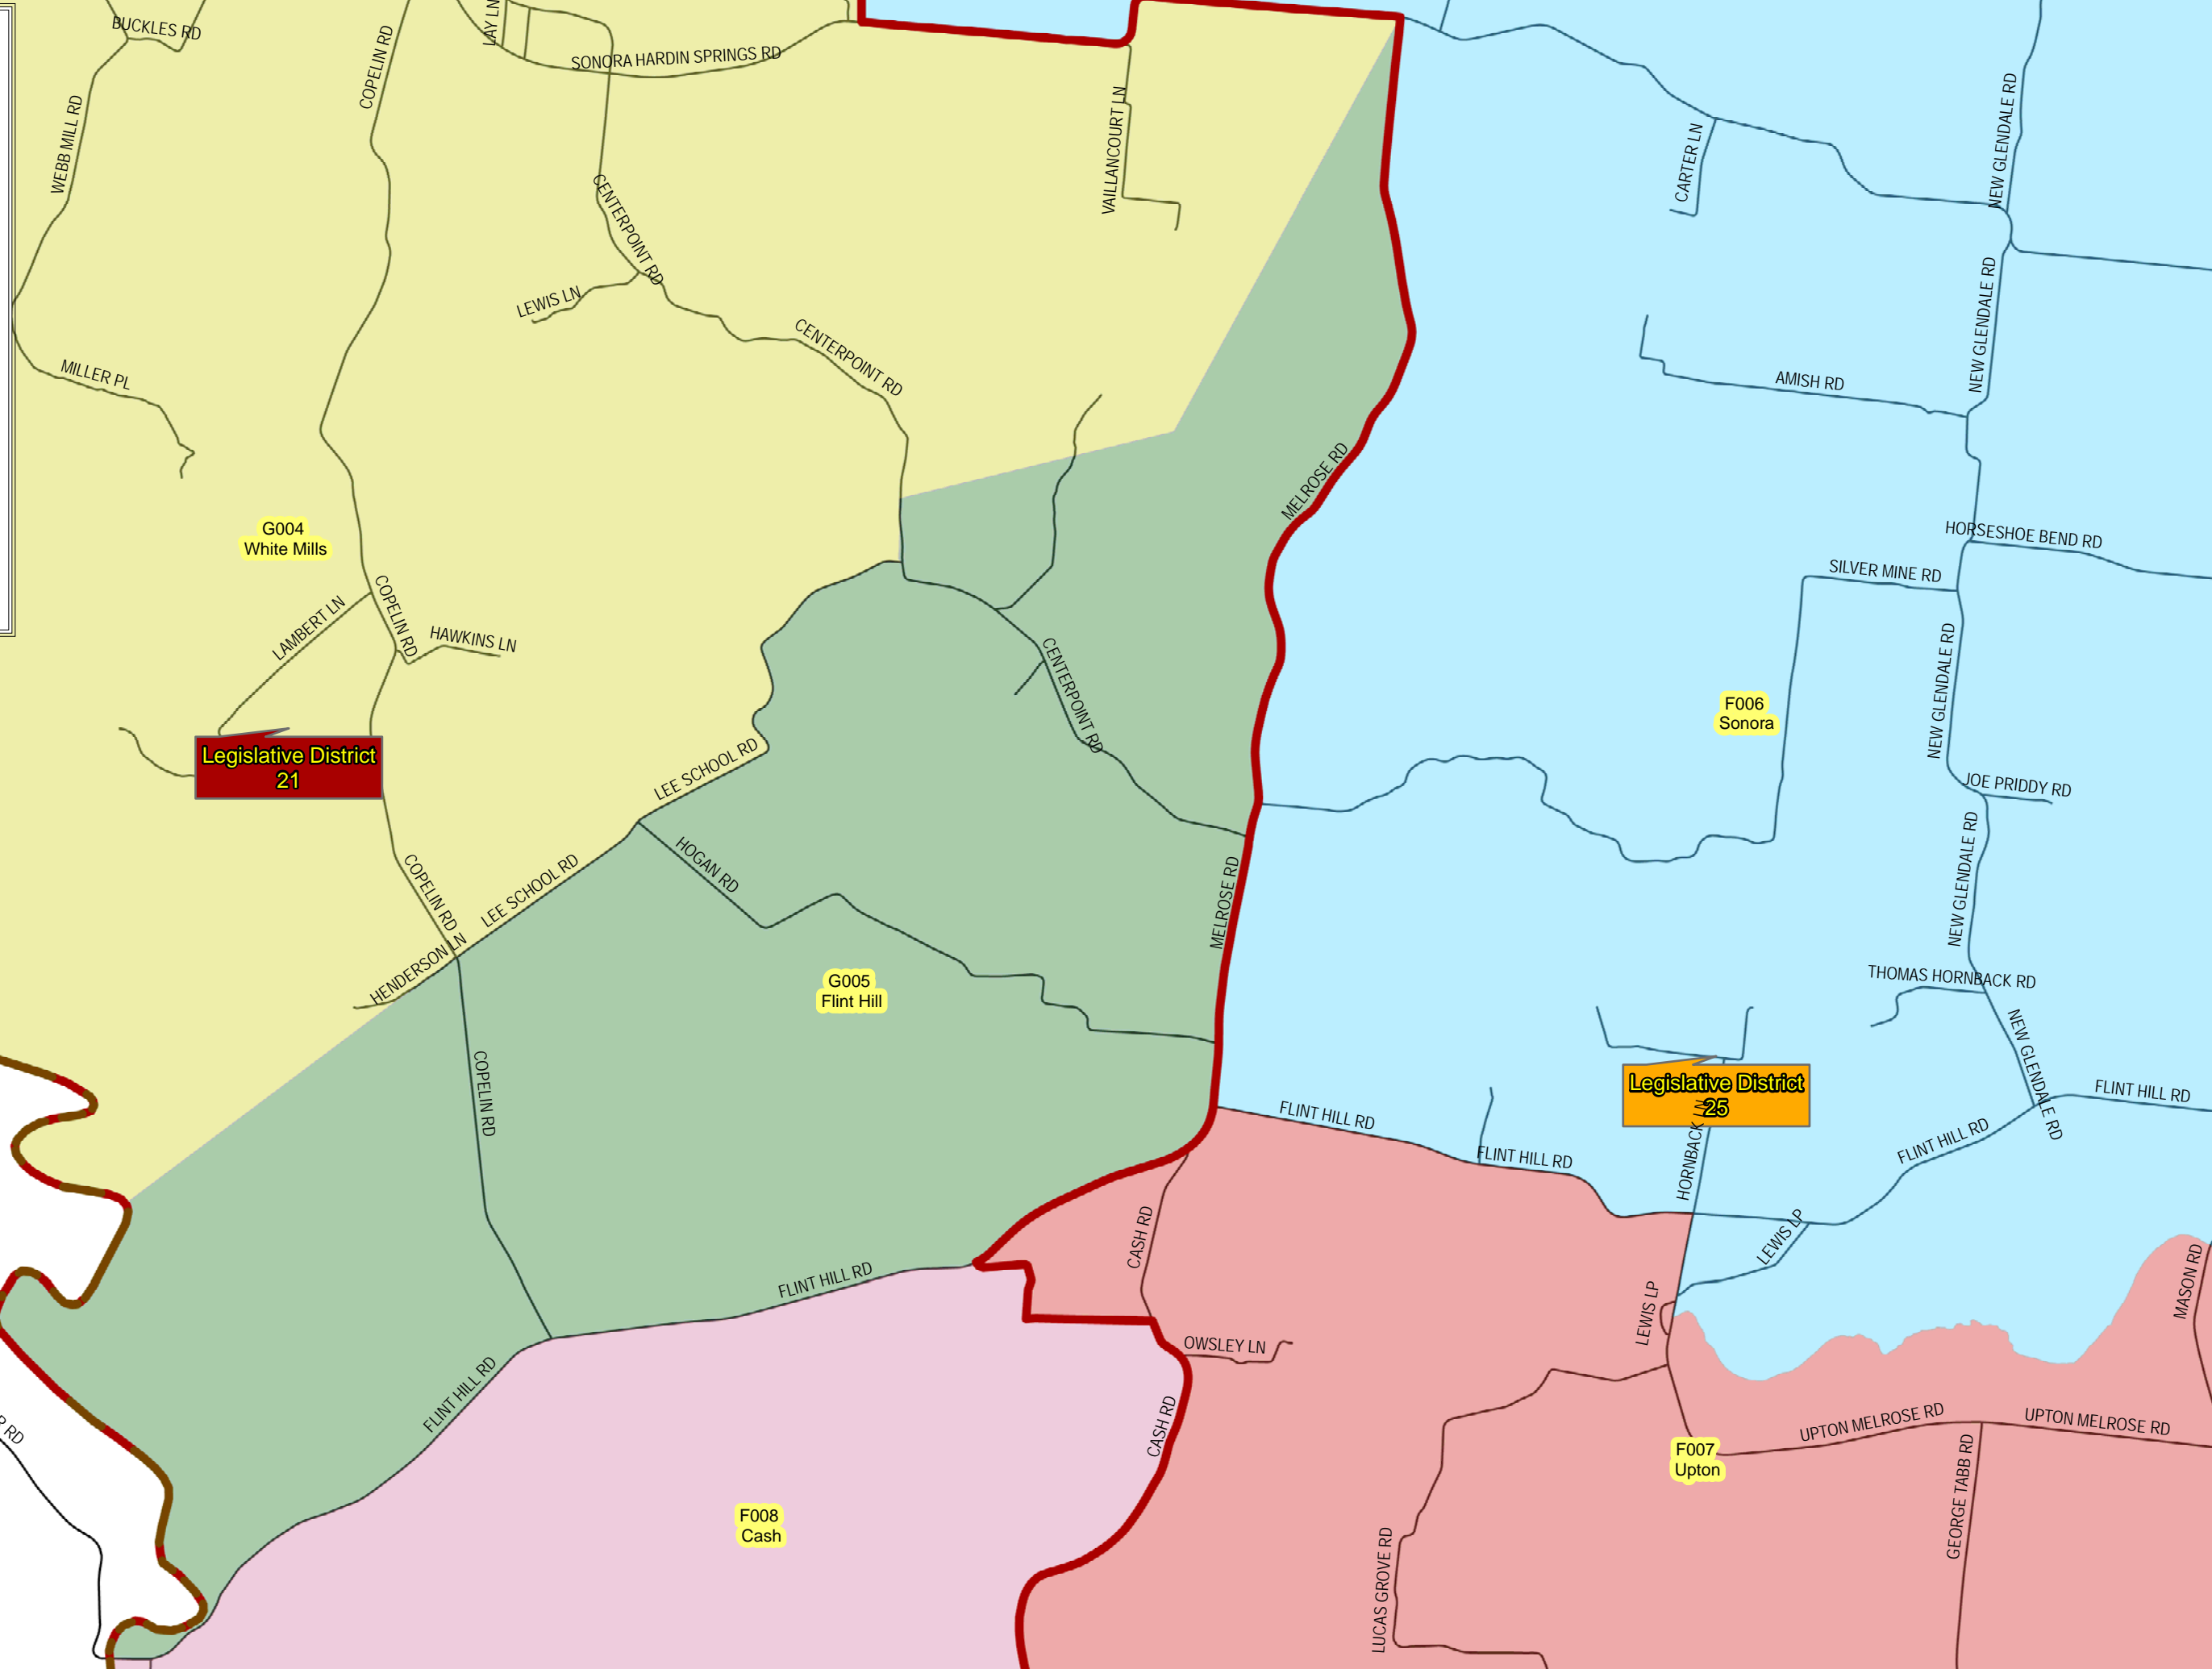 BUCKLES RD
COPELIN RD
LAY LN
SONORA HARDIN SPRINGS RD
WEBB MILL RD
VAILLANCOURT LN
CARTER LN
NEW GLENDALE RD
CENTERPOINT RD
LEWIS LN
NEW GLENDALE RD
CENTERPOINT RD
MILLER PL
AMISH RD
MELROSE RD
G004
White Mills
HORSESHOE BEND RD
SILVER MINE RD
LAMBERT LN
COPELIN RD
HAWKINS LN
CENTERPOINT RD
NEW GLENDALE RD
F006
Sonora
Legislative District
21
LEE SCHOOL RD
JOE PRIDDY RD
HOGAN RD
COPELIN RD
LEE SCHOOL RD
MELROSE RD
NEW GLENDALE RD
HENDERSON LN
G005
Flint Hill
THOMAS HORNBACK RD
NEW GLENDALE RD
COPELIN RD
Legislative District
25
FLINT HILL RD
FLINT HILL RD
FLINT HILL RD
HORNBACK LN
FLINT HILL RD
CASH RD
LEWIS LP
FLINT HILL RD
MASON RD
LEWIS LP
OWSLEY LN
FLINT HILL RD
CASH RD
UPTON MELROSE RD
UPTON MELROSE RD
R RD
F007
Upton
GEORGE TABB RD
F008
Cash
LUCAS GROVE RD